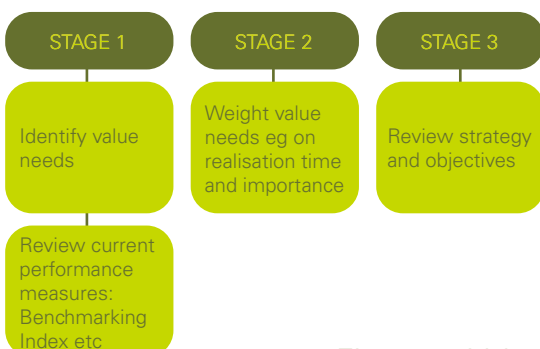 STAGE 1
Identify value
needs
Review current
performance
measures:
Benchmarking
Index etc
STAGE 2
Weight value
needs eg on
realisation time
and importance
STAGE 3
Review strategy
and objectives